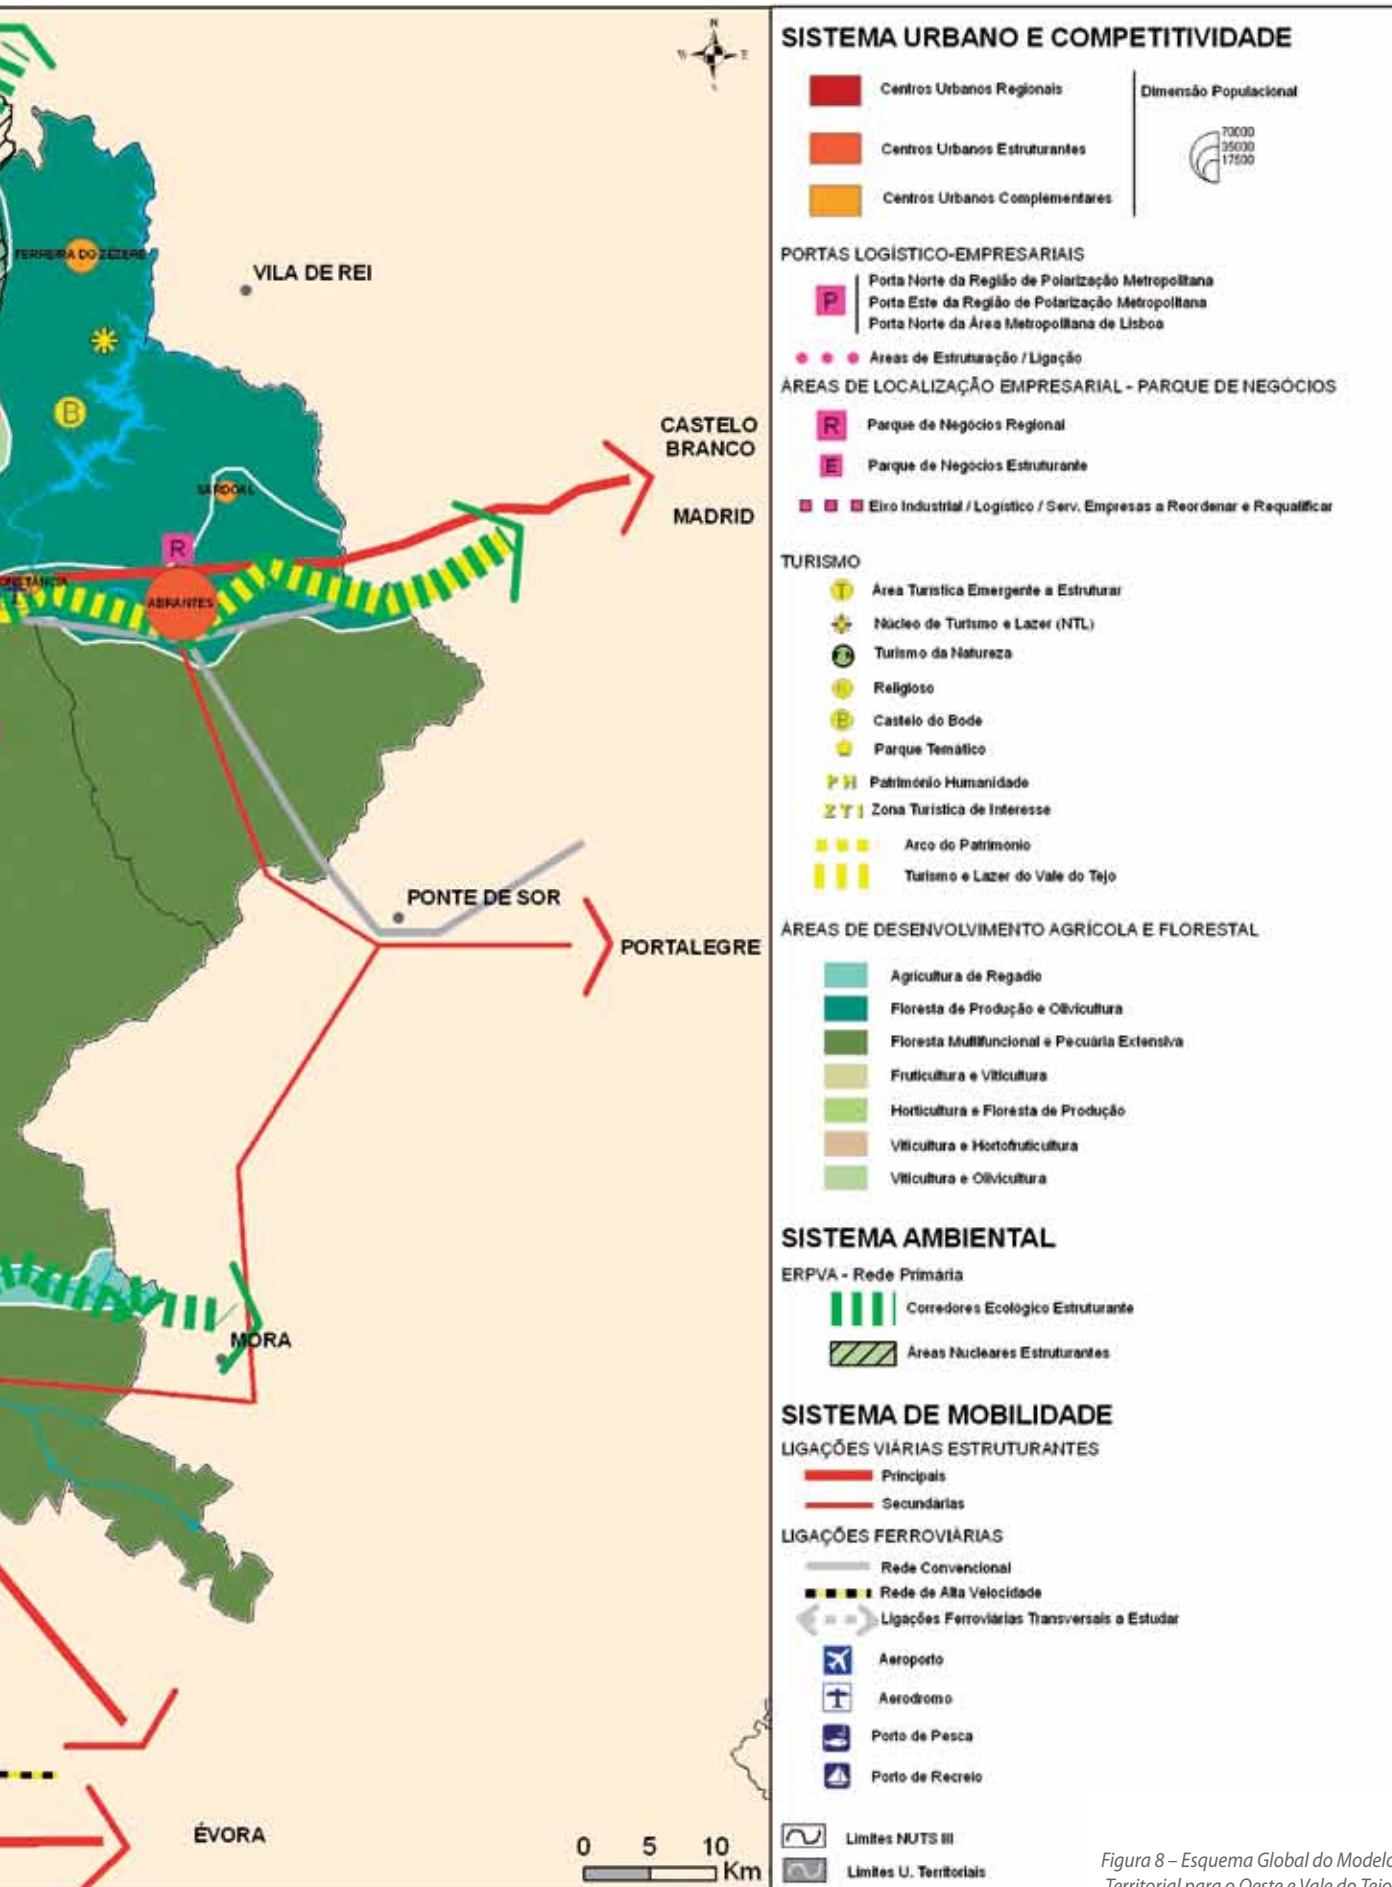 N
W
E
FERREIRA DO ZÊZERE
VILA DE REI
B
CASTELO
BRANCO
SARDOAL
MADRID
R
ABRANTES
PONTE DE SOR
PORTALEGRE
MORA
ÉVORA
0 5 10
Km
SISTEMA URBANO E COMPETITIVIDADE
Centros Urbanos Regionais
Centros Urbanos Estruturantes
Centros Urbanos Complementares
Dimensão Populacional
70000
35000
17500
PORTAS LOGÍSTICO-EMPRESARIAIS
P
Porta Norte da Região de Polarização Metropolitana
Porta Este da Região de Polarização Metropolitana
Porta Norte da Área Metropolitana de Lisboa
Áreas de Estruturação / Ligação
ÁREAS DE LOCALIZAÇÃO EMPRESARIAL - PARQUE DE NEGÓCIOS
R Parque de Negócios Regional
E Parque de Negócios Estruturante
Eixo Industrial / Logístico / Serv. Empresas a Reordenar e Requalificar
TURISMO
T Área Turística Emergente a Estruturar
Núcleo de Turismo e Lazer (NTL)
Turismo da Natureza
Religioso
B Castelo do Bode
Parque Temático
P H Património Humanidade
Z T I Zona Turística de Interesse
Arco do Património
Turismo e Lazer do Vale do Tejo
ÁREAS DE DESENVOLVIMENTO AGRÍCOLA E FLORESTAL
Agricultura de Regadio
Floresta de Produção e Olivicultura
Floresta Multifuncional e Pecuária Extensiva
Fruticultura e Viticultura
Horticultura e Floresta de Produção
Viticultura e Hortofruticultura
Viticultura e Olivicultura
SISTEMA AMBIENTAL
ERPVA - Rede Primária
Corredores Ecológico Estruturante
Áreas Nucleares Estruturantes
SISTEMA DE MOBILIDADE
LIGAÇÕES VIÁRIAS ESTRUTURANTES
Principais
Secundárias
LIGAÇÕES FERROVIÁRIAS
Rede Convencional
Rede de Alta Velocidade
Ligações Ferroviárias Transversais a Estudar
Aeroporto
Aerodromo
Porto de Pesca
Porto de Recreio
Limites NUTS III
Limites U. Territoriais
Figura 8 – Esquema Global do Modelo
Territorial para o Oeste e Vale do Tejo